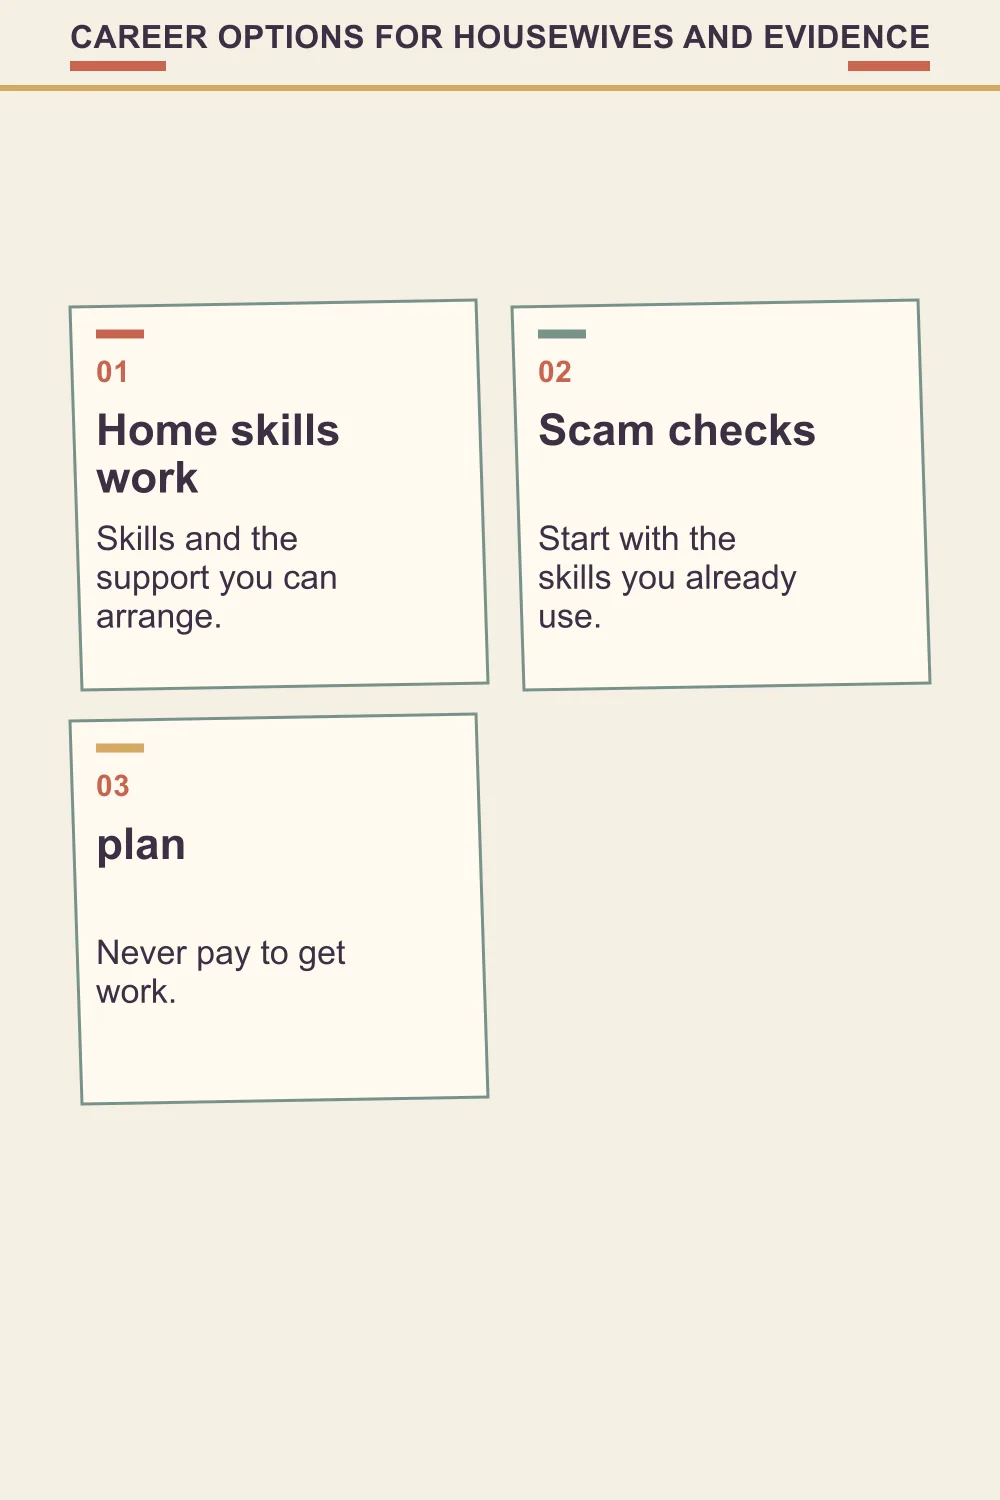 CAREER OPTIONS FOR HOUSEWIVES AND EVIDENCE
01
Home skills
work
Skills and the
support you can
arrange.
02
Scam checks
Start with the
skills you already
use.
03
plan
Never pay to get
work.